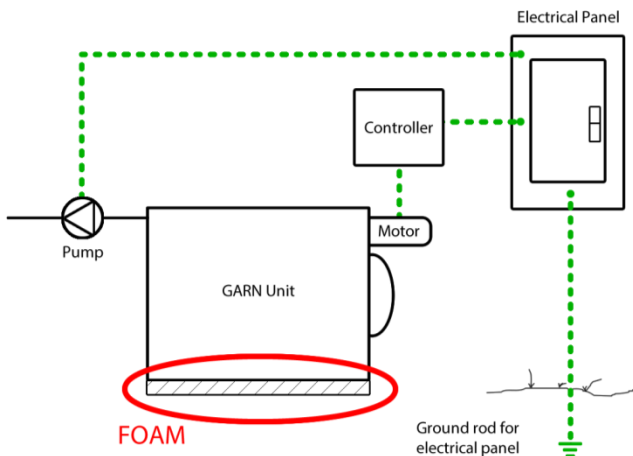 Electrical Panel
Controller
Motor
Pump
GARN Unit
FOAM
Ground rod for
electrical panel